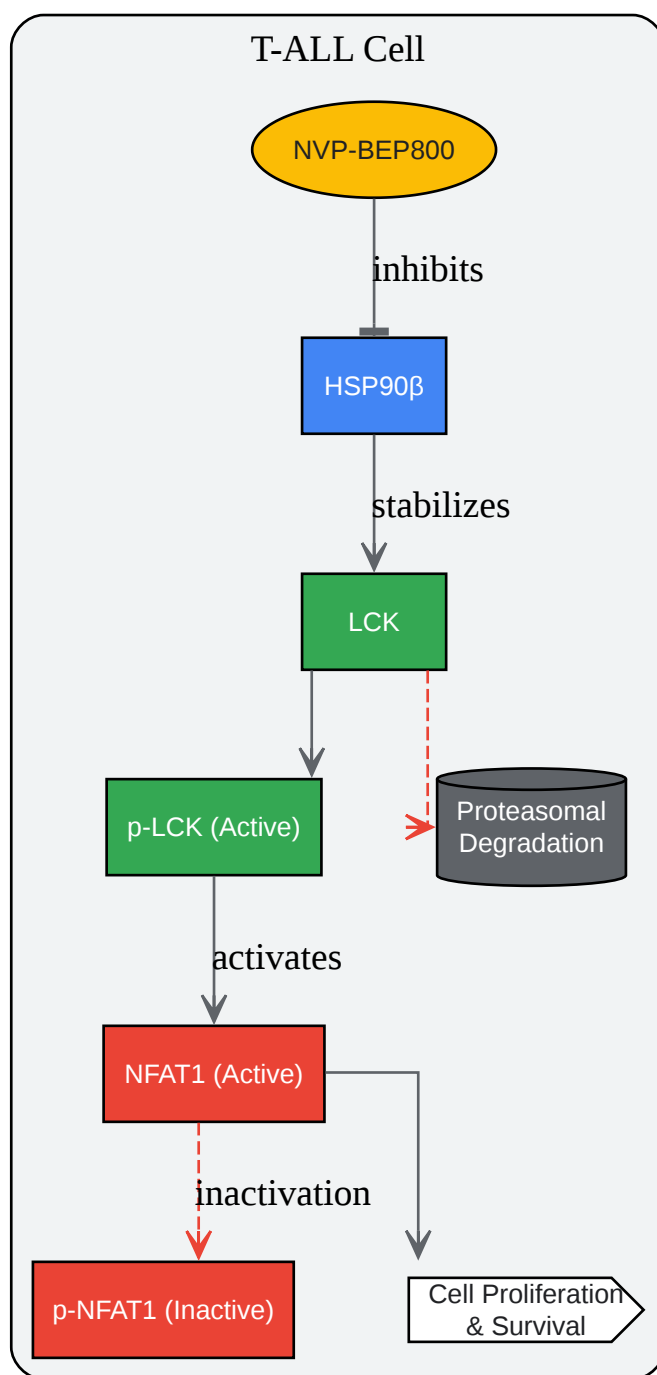 T-ALL Cell
NVP-BEP800
inhibits
HSP90β
stabilizes
LCK
p-LCK (Active)
Proteasomal
Degradation
activates
NFAT1 (Active)
inactivation
p-NFAT1 (Inactive)
Cell Proliferation
& Survival